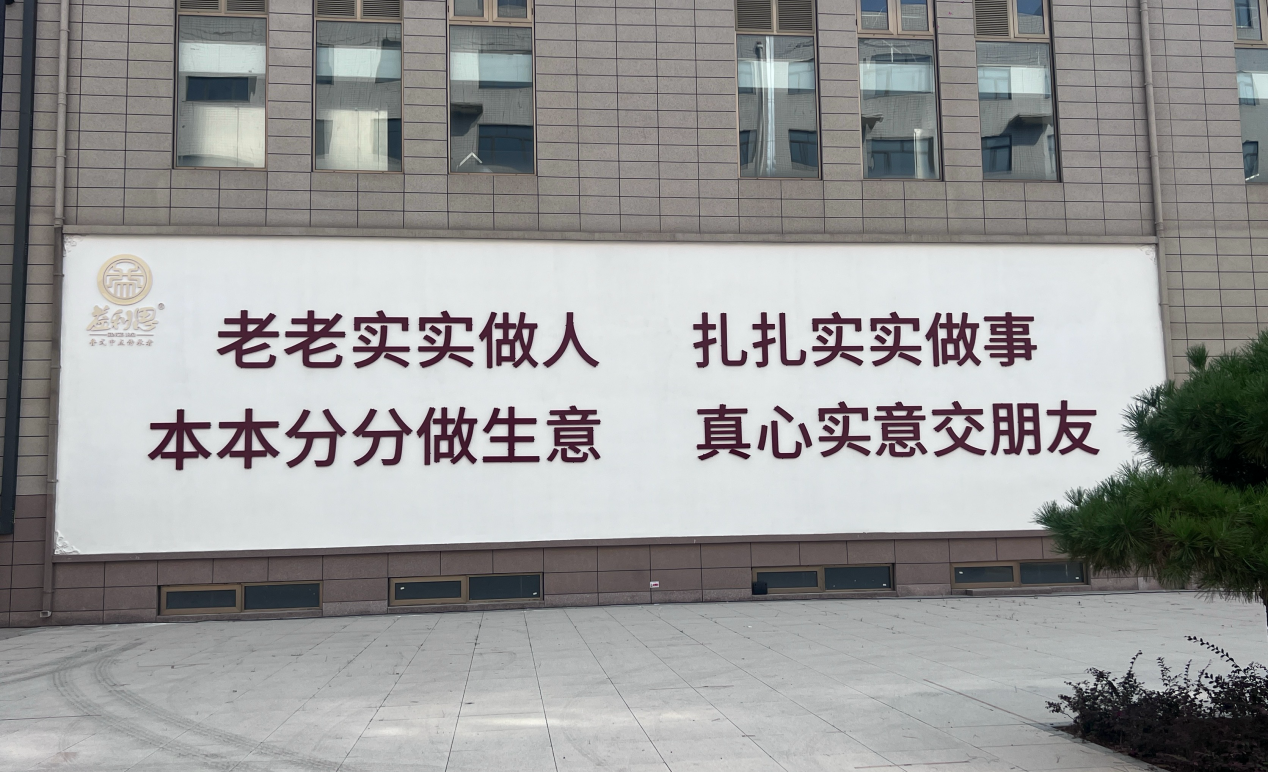 益利思
老老实实做人 扎扎实实做事
本本分分做生意 真心实意交朋友